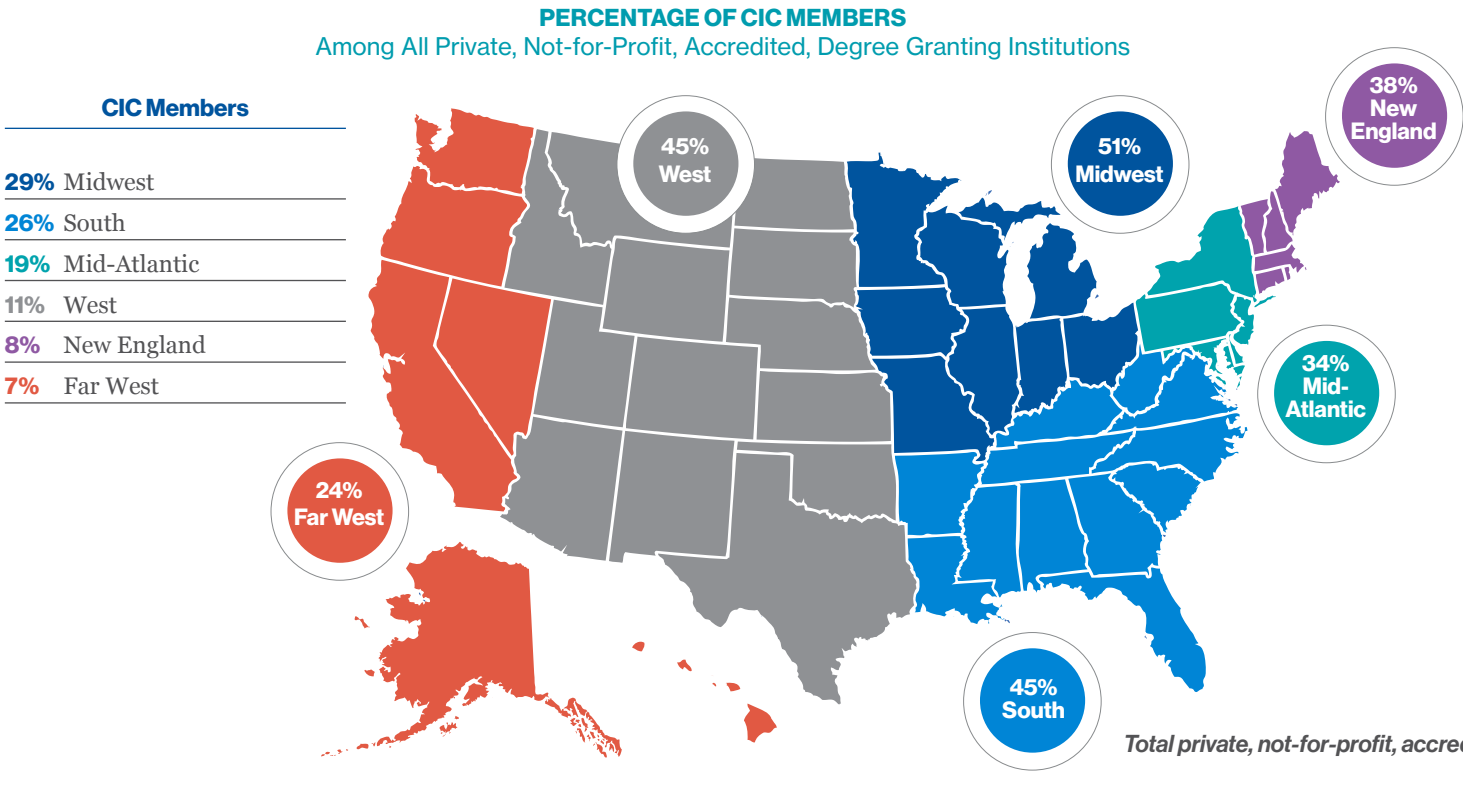 PERCENTAGE OF CIC MEMBERS
Among All Private, Not-for-Profit, Accredited, Degree Granting Institutions
CIC Members
29% Midwest
26% South
19% Mid-Atlantic
11% West
8% New England
7% Far West
45%
West
51%
Midwest
38%
New
England
34%
Mid-
Atlantic
24%
Far West
45%
South
Total private, not-for-profit,